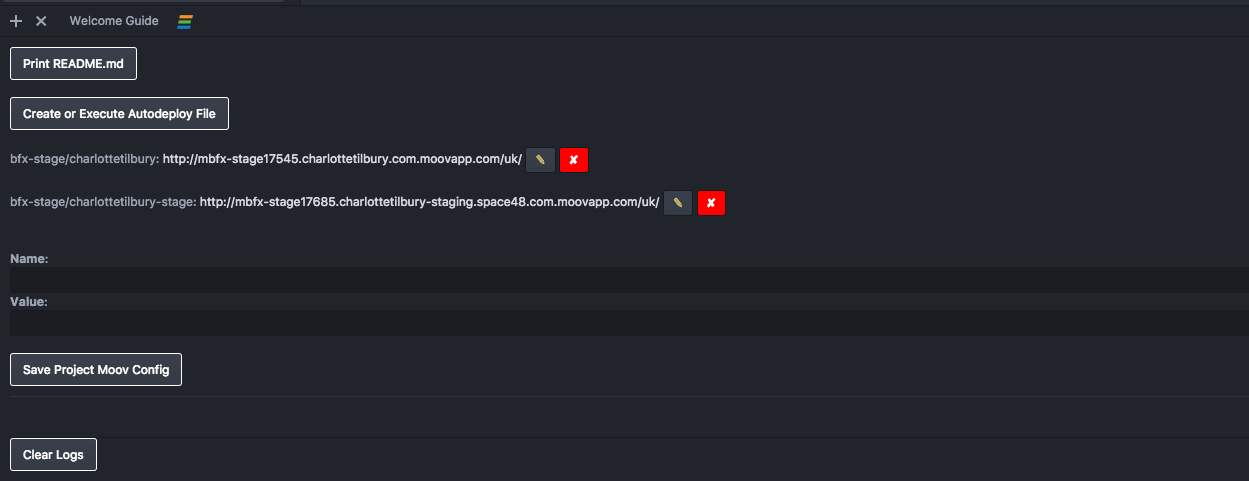 Welcome Guide
Print README.md
Create or Execute Autodeploy File
bfx-stage/charlottetilbury: http://mbfx-stage17545.charlottetilbury.com.moovapp.com/uk/
bfx-stage/charlottetilbury-stage: http://mbfx-stage17685.charlottetilbury-staging.space48.com.moovapp.com/uk/
Name:
Value:
Save Project Moov Config
Clear Logs